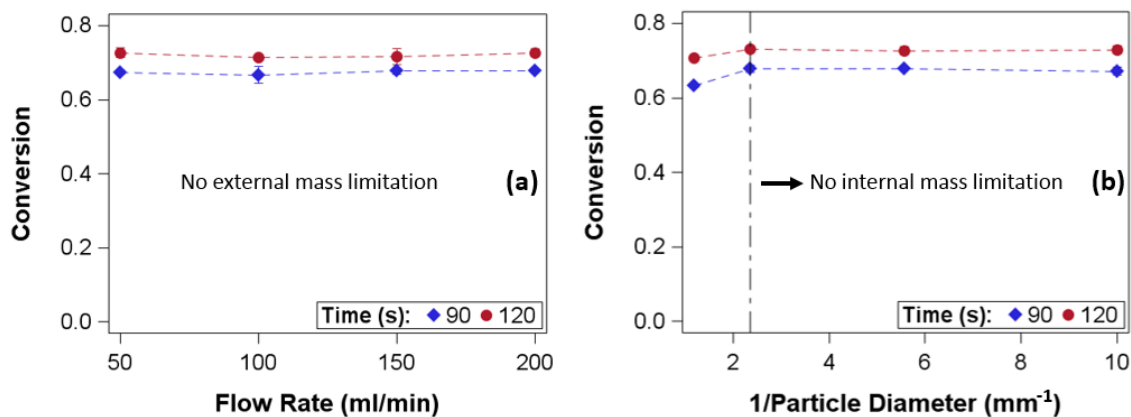 0.8
0.6
0.4
0.2
0.0
Conversion
No external mass limitation
(a)
Time (s): 90 120
50 100 150 200
Flow Rate (ml/min)
0.8
0.6
0.4
0.2
0.0
Conversion
No internal mass limitation
(b)
Time (s): 90 120
2 4 6 8 10
1/Particle Diameter (mm⁻¹)